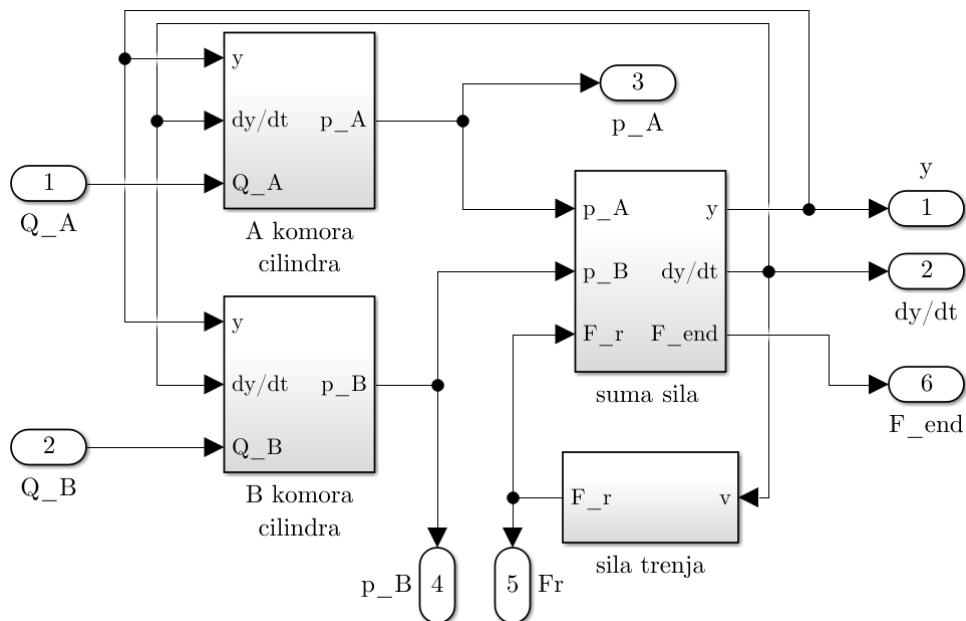 y
dy/dt
p_A
Q_A
A komora
cilindra
1
Q_A
3
p_A
p_A
y
p_B
dy/dt
F_r
F_end
suma sila
y
1
2
dy/dt
6
F_end
y
dy/dt
p_B
Q_B
B komora
cilindra
2
Q_B
F_r
v
sila trenja
p_B
4
5
Fr